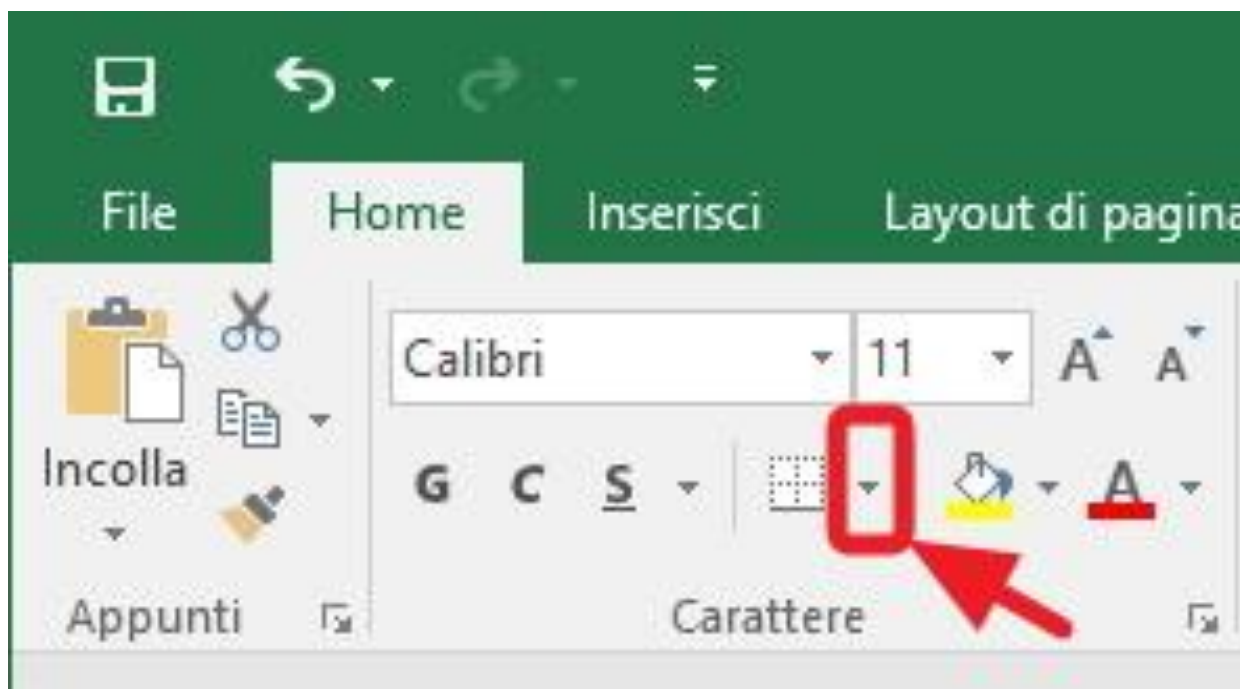 File Home Inserisci Layout di pagina
Calibri 11 A A
Incolla
G C S A
Appunti Carattere